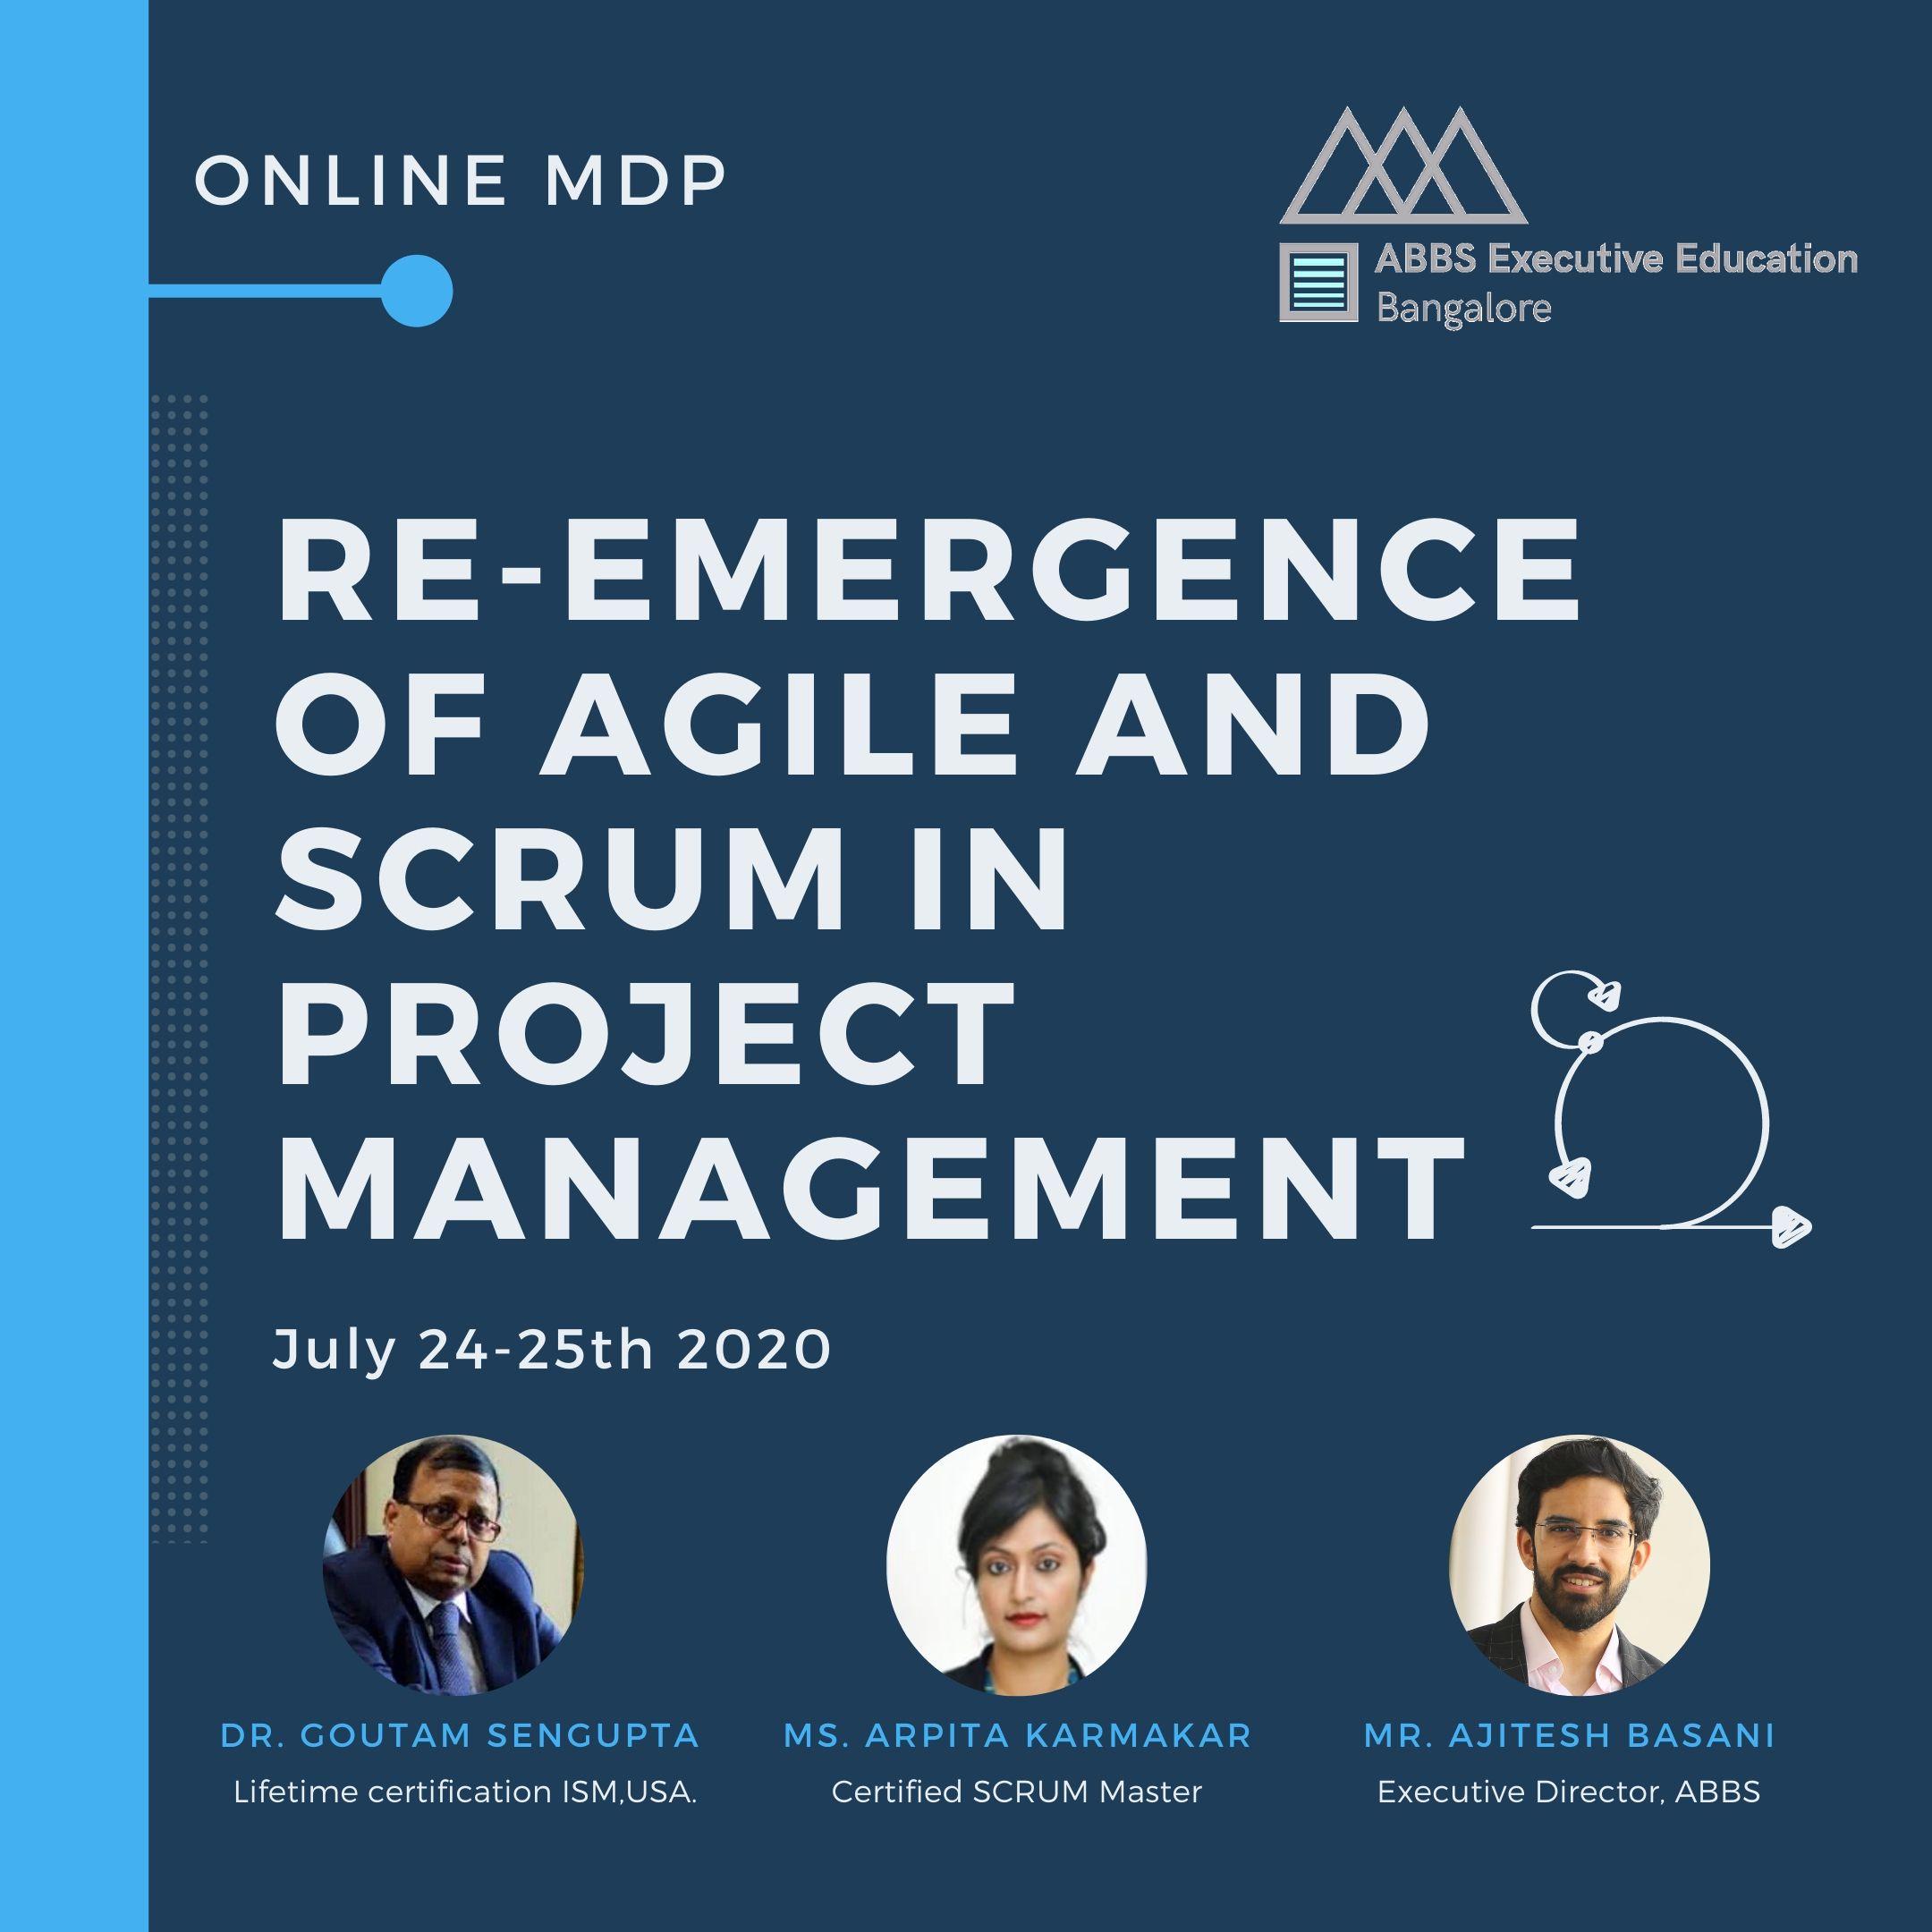 ONLINE MDP
ABBS Executive Education
Bangalore
RE-EMERGENCE
OF AGILE AND
SCRUM IN
PROJECT
MANAGEMENT
July 24-25th 2020
DR. GOUTAM SENGUPTA
Lifetime certification ISM,USA.
MS. ARPITA KARMAKAR
Certified SCRUM Master
MR. AJITESH BASANI
Executive Director, ABBS